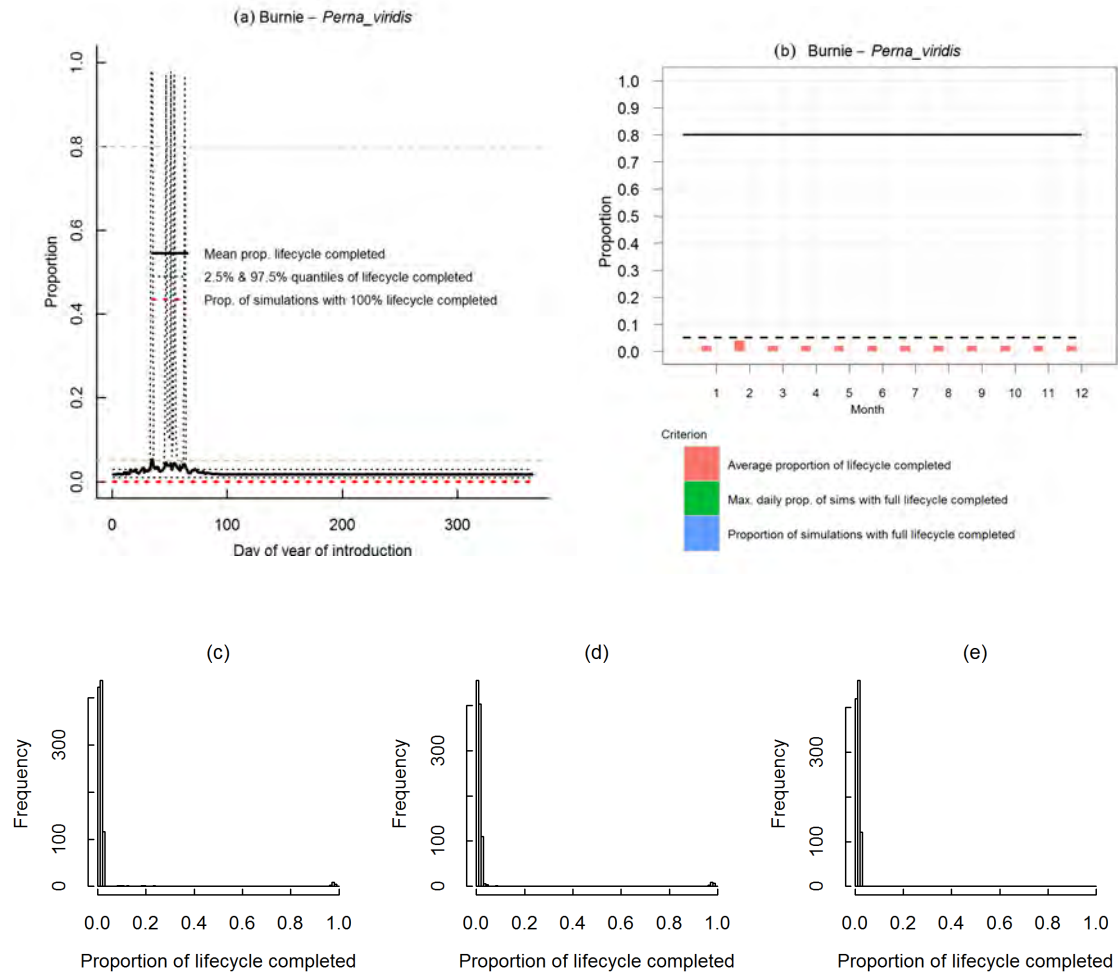 (a) Burnie – Perna_viridis
1.0
0.8
0.6
0.4
0.2
0.0
Proportion
Mean prop. lifecycle completed
2.5% & 97.5% quantiles of lifecycle completed
Prop. of simulations with 100% lifecycle completed
0 100 200 300
Day of year of introduction
(b) Burnie – Perna_viridis
1.0
0.9
0.8
0.7
0.6
0.5
0.4
0.3
0.2
0.1
0.0
Proportion
1 2 3 4 5 6 7 8 9 10 11 12
Month
Criterion
Average proportion of lifecycle completed
Max. daily prop. of sims with full lifecycle completed
Proportion of simulations with full lifecycle completed
(c)
Frequency
300
100
0
0.0 0.2 0.4 0.6 0.8 1.0
Proportion of lifecycle completed
(d)
Frequency
300
100
0
0.0 0.2 0.4 0.6 0.8 1.0
Proportion of lifecycle completed
(e)
Frequency
300
100
0
0.0 0.2 0.4 0.6 0.8 1.0
Proportion of lifecycle completed